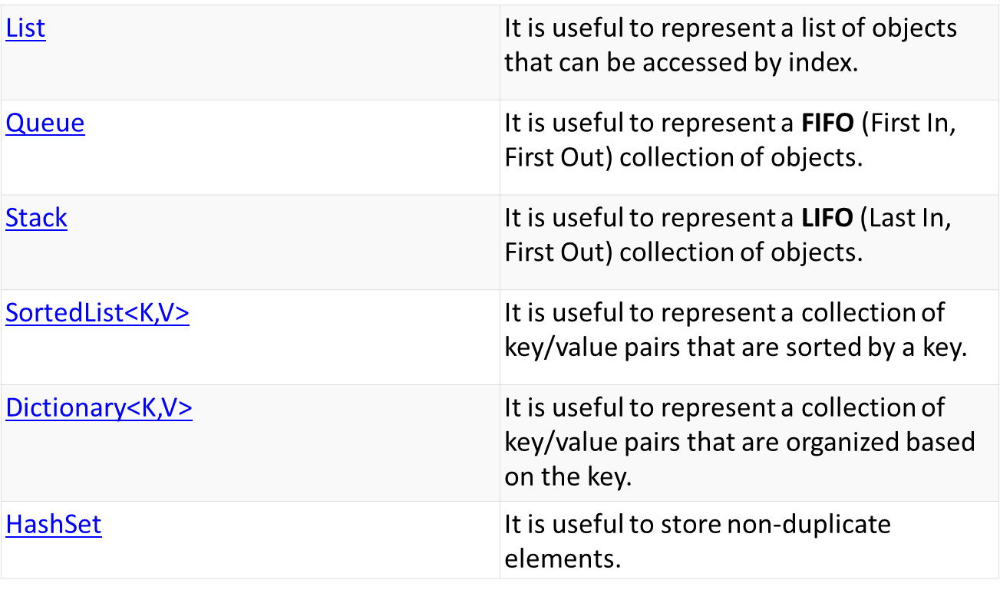 List
It is useful to represent a list of objects
that can be accessed by index.
Queue
It is useful to represent a FIFO (First In,
First Out) collection of objects.
Stack
It is useful to represent a LIFO (Last In,
First Out) collection of objects.
SortedList<K,V>
It is useful to represent a collection of
key/value pairs that are sorted by a key.
Dictionary<K,V>
It is useful to represent a collection of
key/value pairs that are organized based
on the key.
HashSet
It is useful to store non-duplicate
elements.